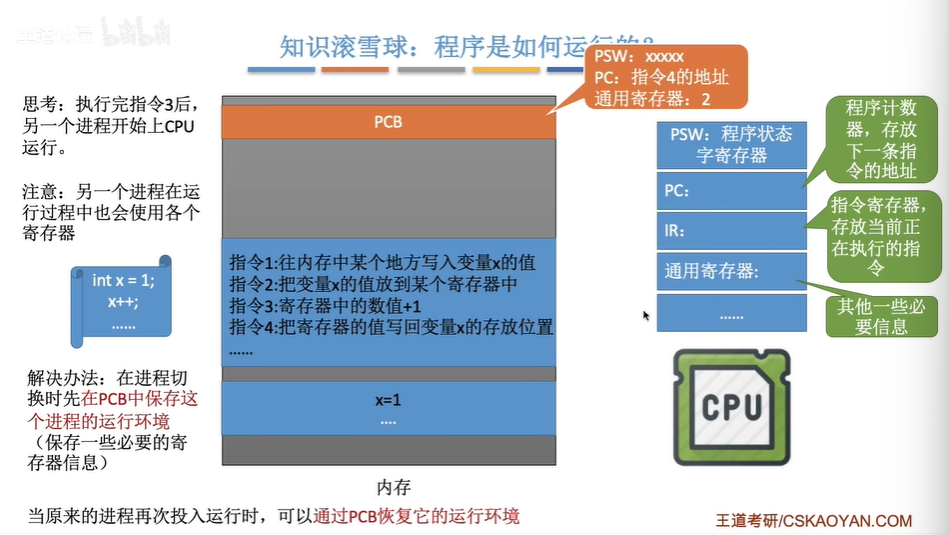 知识滚雪球：程序是如何运行的？
思考：执行完指令3后，
另一个进程开始上CPU
运行。
注意：另一个进程在运
行过程中也会使用各个
寄存器
int x = 1;
x++;
……
解决办法：在进程切
换时先在PCB中保存这
个进程的运行环境
（保存一些必要的寄
存器信息）
PCB
PSW：xxxxx
PC：指令4的地址
通用寄存器：2
指令1:往内存中某个地方写入变量x的值
指令2:把变量x的值放到某个寄存器中
指令3:寄存器中的数值+1
指令4:把寄存器的值写回变量x的存放位置
……
x=1
….
内存
PSW：程序状态
字寄存器
PC：
IR：
通用寄存器:
……
程序计数
器，存放
下一条指
令的地址
指令寄存器，
存放当前正
在执行的指
令
其他一些必
要信息
CPU
当原来的进程再次投入运行时，可以通过PCB恢复它的运行环境
王道考研/CSKAOYAN.COM